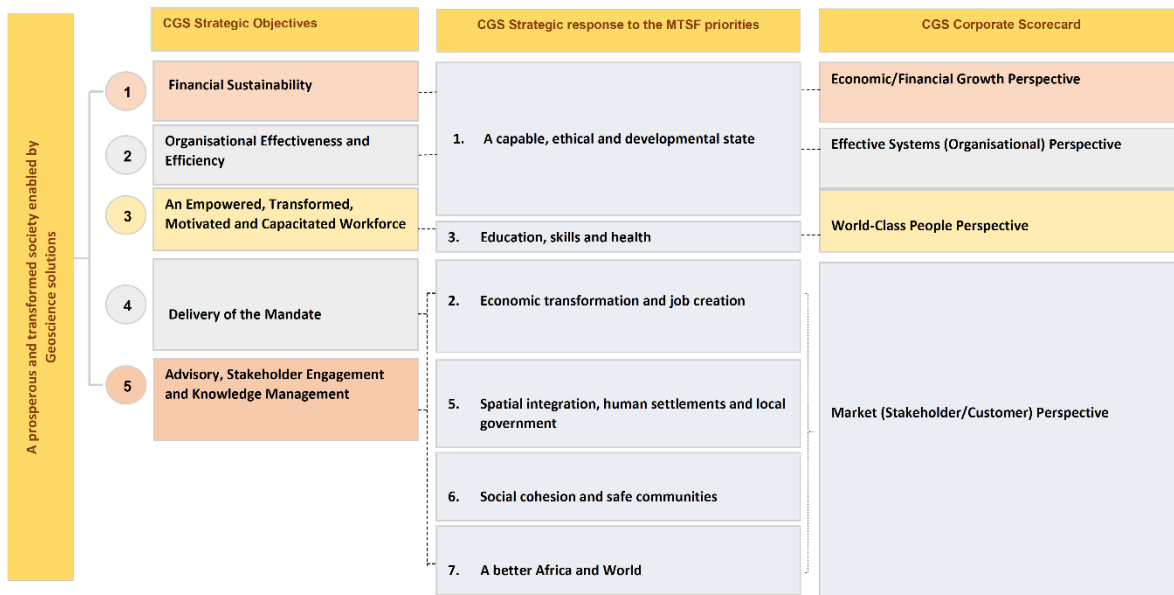 A prosperous and transformed society enabled by
Geoscience solutions
CGS Strategic Objectives
1
Financial Sustainability
2
Organisational Effectiveness and
Efficiency
3
An Empowered, Transformed,
Motivated and Capacitated Workforce
4
Delivery of the Mandate
5
Advisory, Stakeholder Engagement
and Knowledge Management
CGS Strategic response to the MTSF priorities
1. A capable, ethical and developmental state
3. Education, skills and health
2. Economic transformation and job creation
5. Spatial integration, human settlements and local
government
6. Social cohesion and safe communities
7. A better Africa and World
CGS Corporate Scorecard
Economic/Financial Growth Perspective
Effective Systems (Organisational) Perspective
World-Class People Perspective
Market (Stakeholder/Customer) Perspective